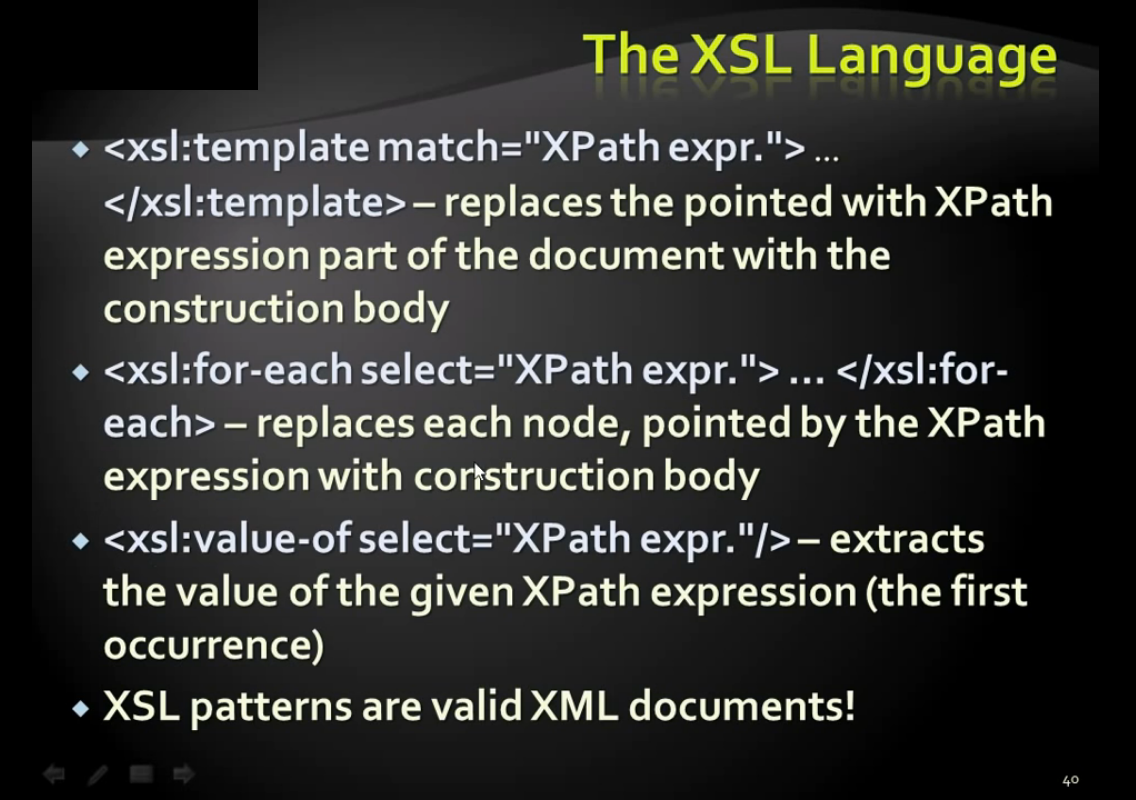 The XSL Language
<xsl:template match="XPath expr."> ...
</xsl:template> – replaces the pointed with XPath
expression part of the document with the
construction body
<xsl:for-each select="XPath expr."> ... </xsl:for-
each> – replaces each node, pointed by the XPath
expression with construction body
<xsl:value-of select="XPath expr."/> – extracts
the value of the given XPath expression (the first
occurrence)
XSL patterns are valid XML documents!
40